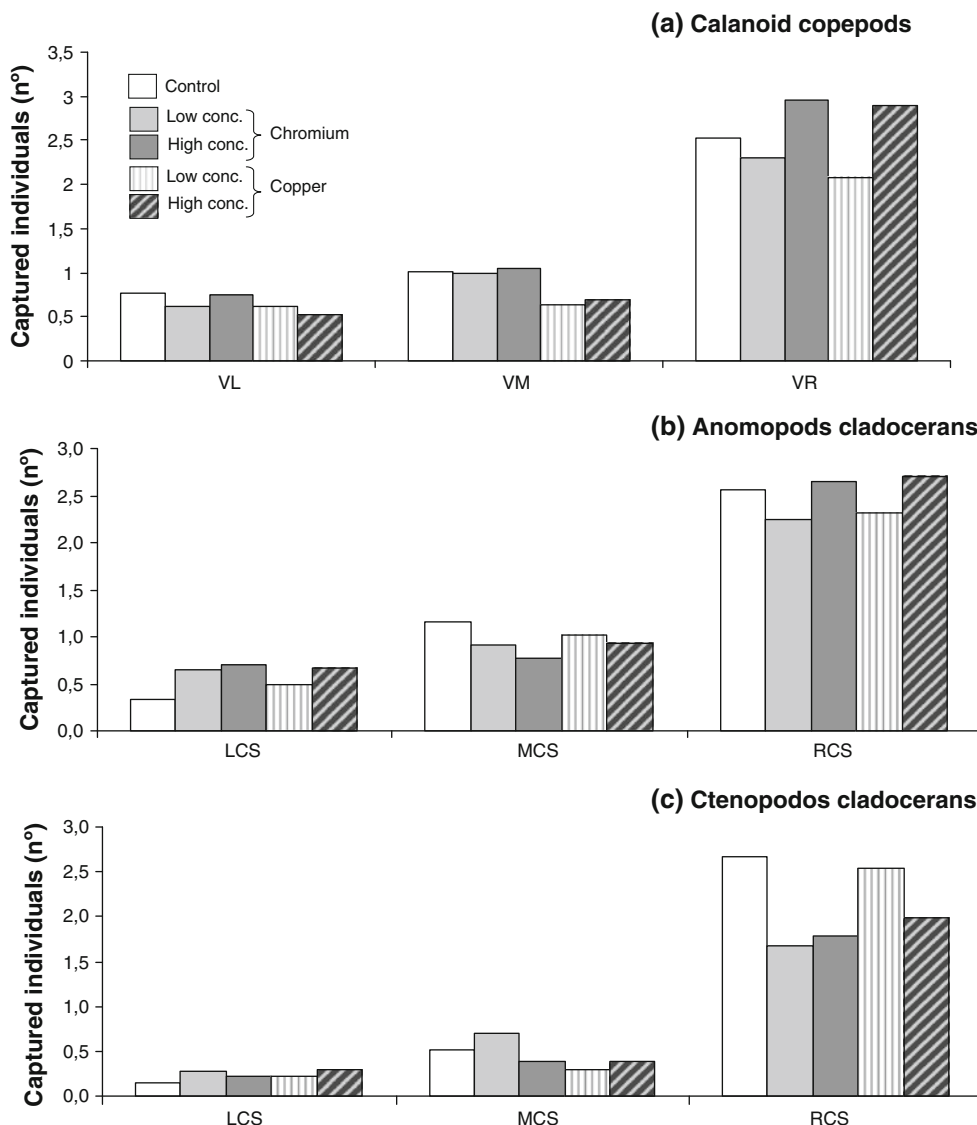 (a) Calanoid copepods
Captured individuals (nº)
3,5
3
2,5
2
1,5
1
0,5
0
Control
Low conc.
High conc.
Chromium
Low conc.
High conc.
Copper
VL VM VR
(b) Anomopods cladocerans
Captured individuals (nº)
3,0
2,5
2,0
1,5
1,0
0,5
0,0
LCS MCS RCS
(c) Ctenopodos cladocerans
Captured individuals (nº)
3,0
2,5
2,0
1,5
1,0
0,5
0,0
LCS MCS RCS